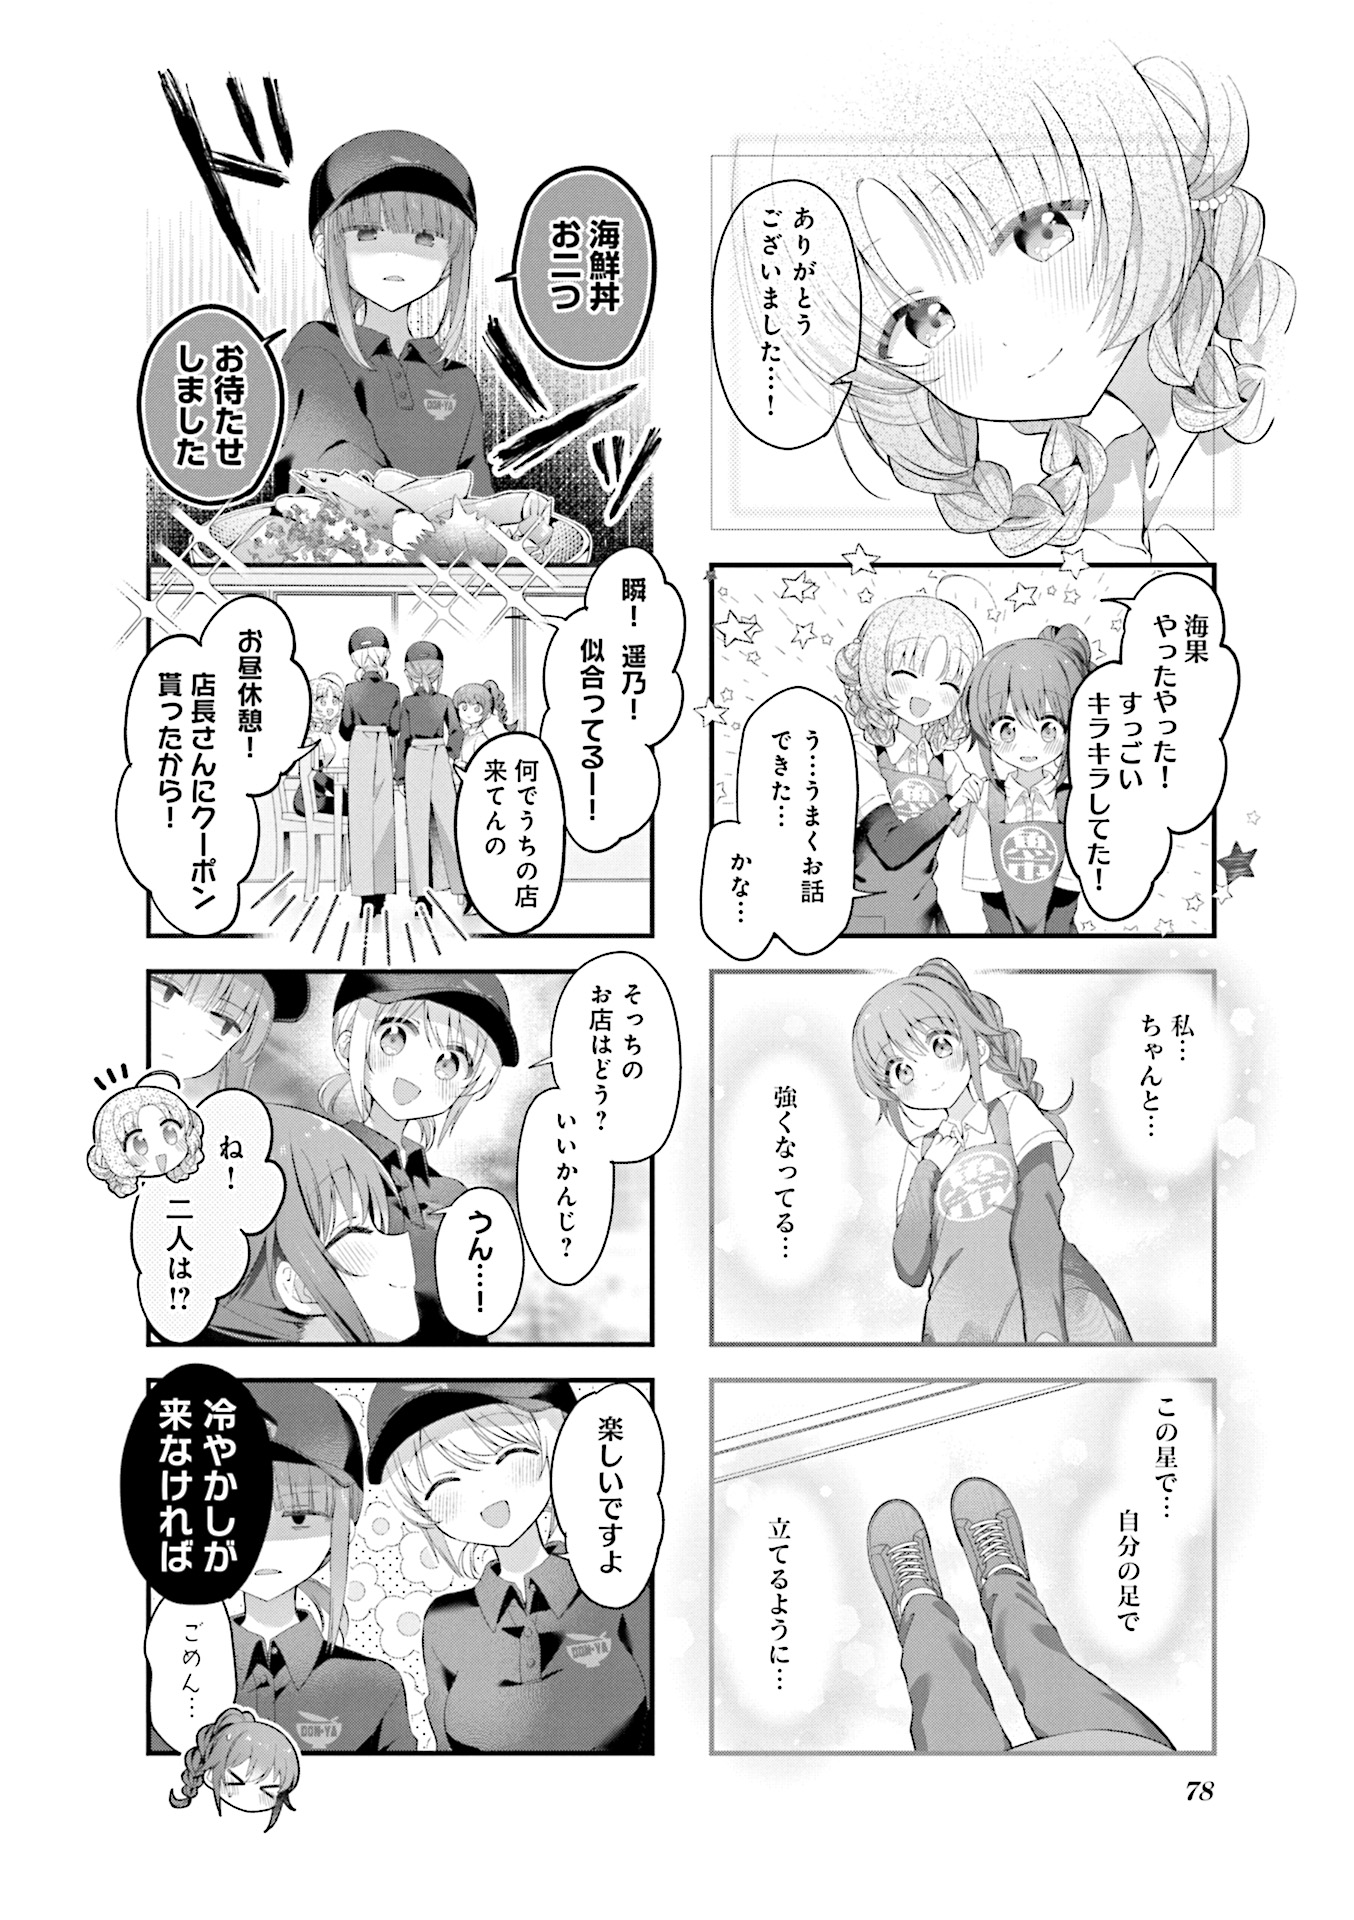 ありがとう
ございました…！
海果
やったやった！
すっごい
キラキラしてた！
う…うまくお話
できた…
かな…
私…
ちゃんと…
強くなってる…
この星で…
自分の足で
立てるように…
海鮮丼
お二つ
お待たせ
しました
ドンッ
DON-YA
瞬！遥乃！
似合ってるー！
何でうちの店
来てんの
お昼休憩！
店長さんにクーポン
貰ったから！
そっちの
お店はどう？
いいかんじ？
うん…！
ね！
二人は!?
楽しいですよ
冷やかしが
来なければ
ごめん…
DON-YA
DON-YA
78